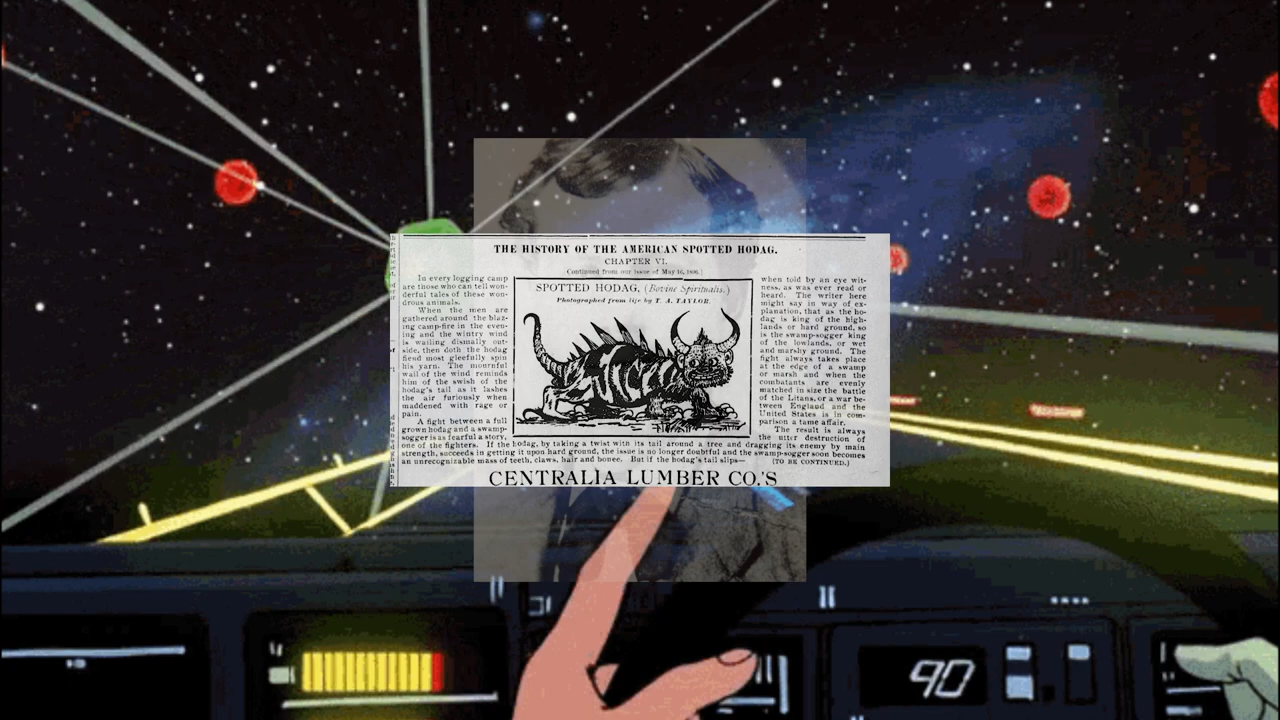 THE HISTORY OF THE AMERICAN SPOTTED HODAG.
CHAPTER VI.
(Continued from our issue of May 16, 1896.)
In every logging camp
are those who can tell won-
derful tales of these won-
drous animals.
When the men are
gathered around the blaz-
ing camp-fire in the even-
ing and the wintry wind
is wailing dismally out-
side, then doth the hodag
fiend most gleefully spin
his yarn. The mournful
wail of the wind reminds
him of the swish of the
hodag's tail as it lashes
the air furiously when
maddened with rage or
pain.
A fight between a full
grown hodag and a swamp-
sogger is as fearful a story,
SPOTTED HODAG, (Bovine Spiritualis.)
Photographed from life by T. A. TAYLOR.
when told by an eye wit-
ness, as was ever read or
heard. The writer here
might say in way of ex-
planation, that as the ho-
dag is king of the high-
lands or hard ground, so
is the swamp-sogger king
of the lowlands, or wet
and marshy ground. The
fight always takes place
at the edge of a swamp
or marsh and when the
combatants are evenly
matched in size the battle
of the Litans, or a war be-
tween England and the
United States is in com-
parison a tame affair.
The result is always
the utter destruction of
one of the fighters. If the hodag, by taking a twist with its tail around a tree and dragging its enemy by main
strength, succeeds in getting it upon hard ground, the issue is no longer doubtful and the swamp-sogger soon becomes
an unrecognizable mass of teeth, claws, hair and bones. But if the hodag's tail slips—
[TO BE CONTINUED.]
CENTRALIA LUMBER CO.'S
90